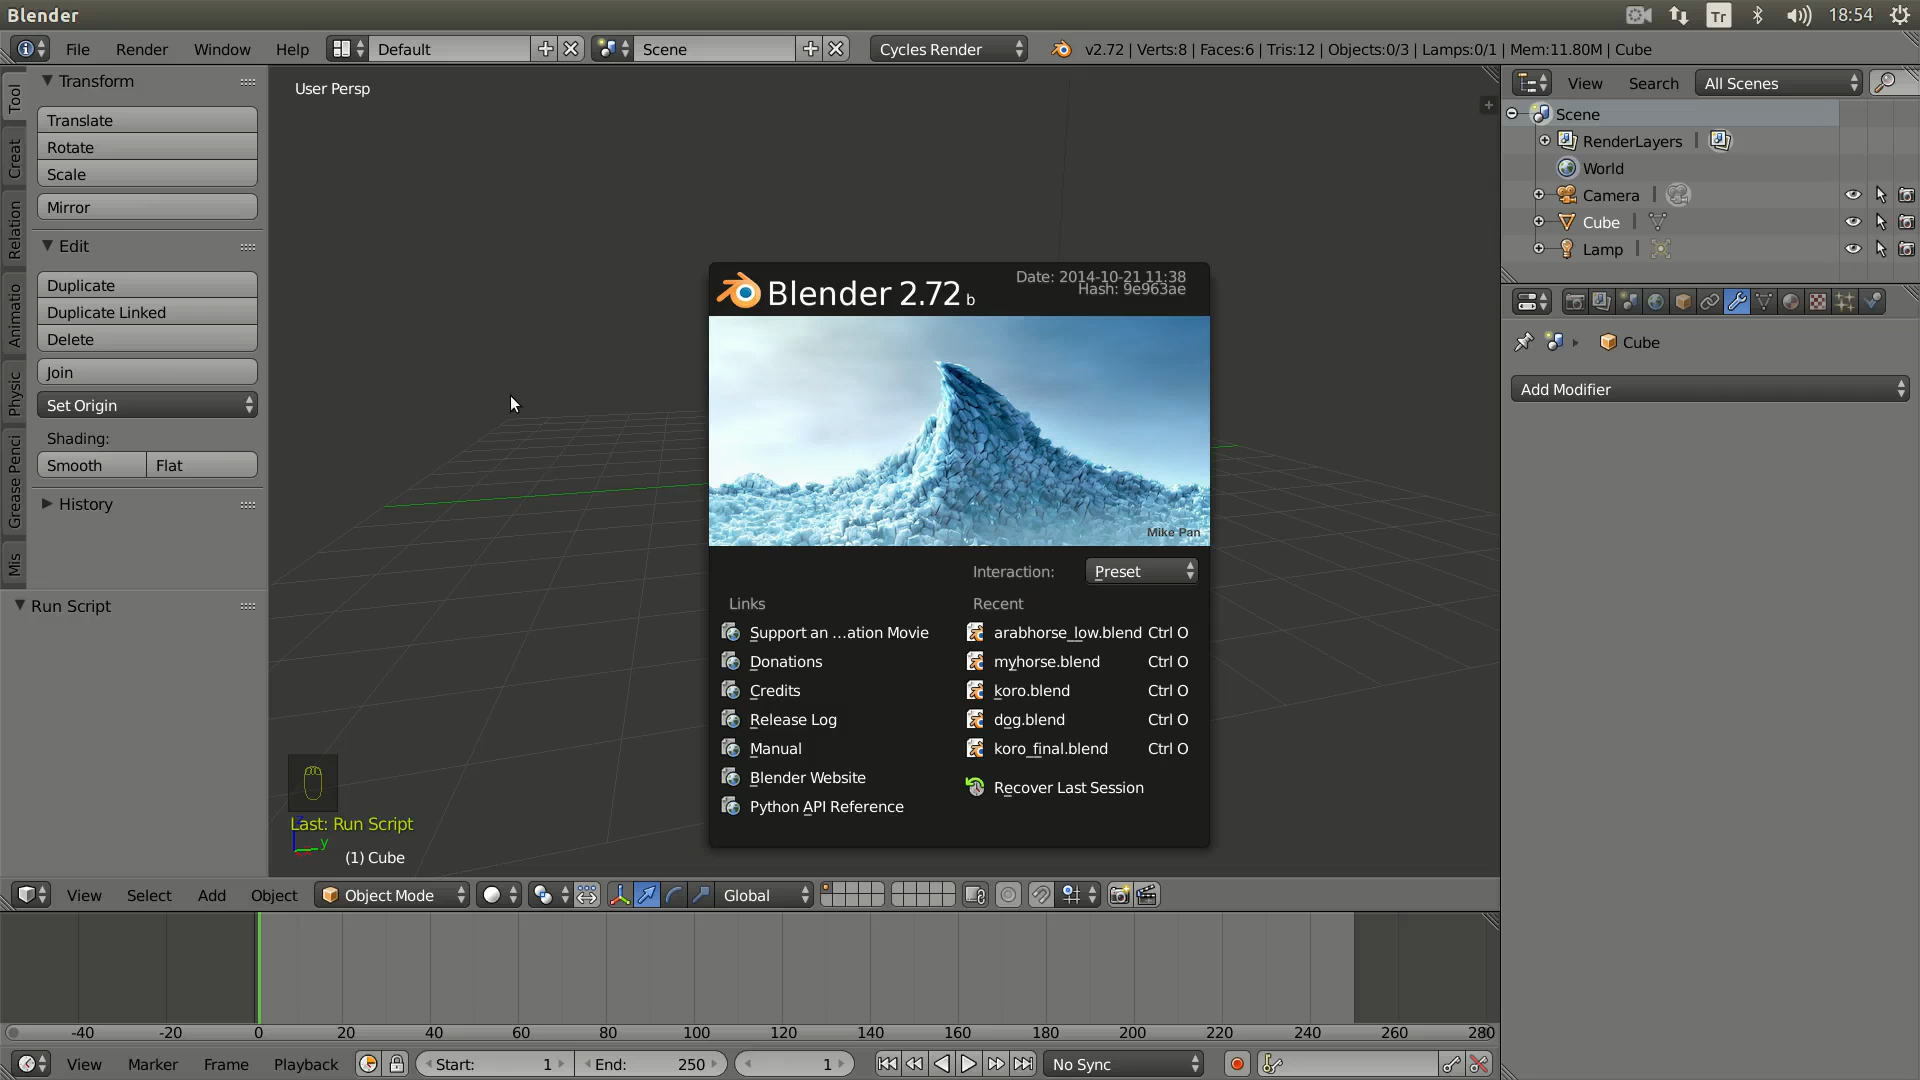 Blender
Tr
18:54
File Render Window Help
Default
Scene
Cycles Render
v2.72 | Verts:8 | Faces:6 | Tris:12 | Objects:0/3 | Lamps:0/1 | Mem:11.80M | Cube
Tool
Creat
Relation
Animatio
Physic
Grease Penci
Mis
Transform
Translate
Rotate
Scale
Mirror
Edit
Duplicate
Duplicate Linked
Delete
Join
Set Origin
Shading:
Smooth Flat
History
Run Script
User Persp
Blender 2.72 b
Date: 2014-10-21 11:38
Hash: 9e963ae
Mike Pan
Interaction: Preset
Links
Support an ...ation Movie
Donations
Credits
Release Log
Manual
Blender Website
Python API Reference
Recent
arabhorse_low.blend Ctrl O
myhorse.blend Ctrl O
koro.blend Ctrl O
dog.blend Ctrl O
koro_final.blend Ctrl O
Recover Last Session
Last: Run Script
y
(1) Cube
View Search All Scenes
Scene
RenderLayers
World
Camera
Cube
Lamp
Cube
Add Modifier
View Select Add Object Object Mode Global
-40 -20 0 20 40 60 80 100 120 140 160 180 200 220 240 260 280
View Marker Frame Playback Start: 1 End: 250 1 No Sync